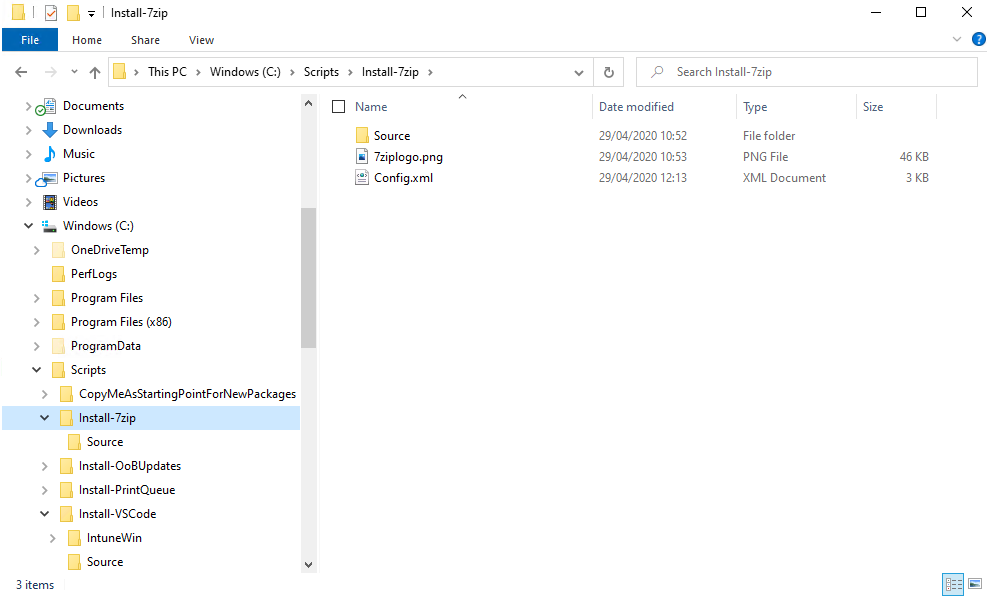 Install-7zip
File Home Share View
This PC Windows (C:) Scripts Install-7zip Search Install-7zip
Documents
Downloads
Music
Pictures
Videos
Windows (C:)
OneDriveTemp
PerfLogs
Program Files
Program Files (x86)
ProgramData
Scripts
CopyMeAsStartingPointForNewPackages
Install-7zip
Source
Install-OoBUpdates
Install-PrintQueue
Install-VSCode
IntuneWin
Source
Name Date modified Type Size
Source 29/04/2020 10:52 File folder
7ziplogo.png 29/04/2020 10:53 PNG File 46 KB
Config.xml 29/04/2020 12:13 XML Document 3 KB
3 items